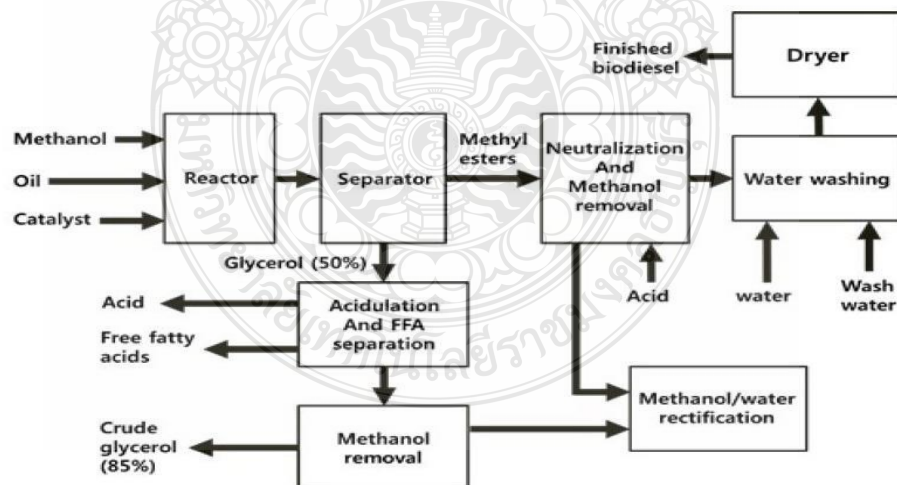 Finished
biodiesel
Dryer
Methanol
Oil
Catalyst
Reactor
Separator
Methyl
esters
Neutralization
And
Methanol
removal
Water washing
Glycerol (50%)
Acid
water
Wash
water
Acid
Free fatty
acids
Acidulation
And FFA
separation
Crude
glycerol
(85%)
Methanol
removal
Methanol/water
rectification